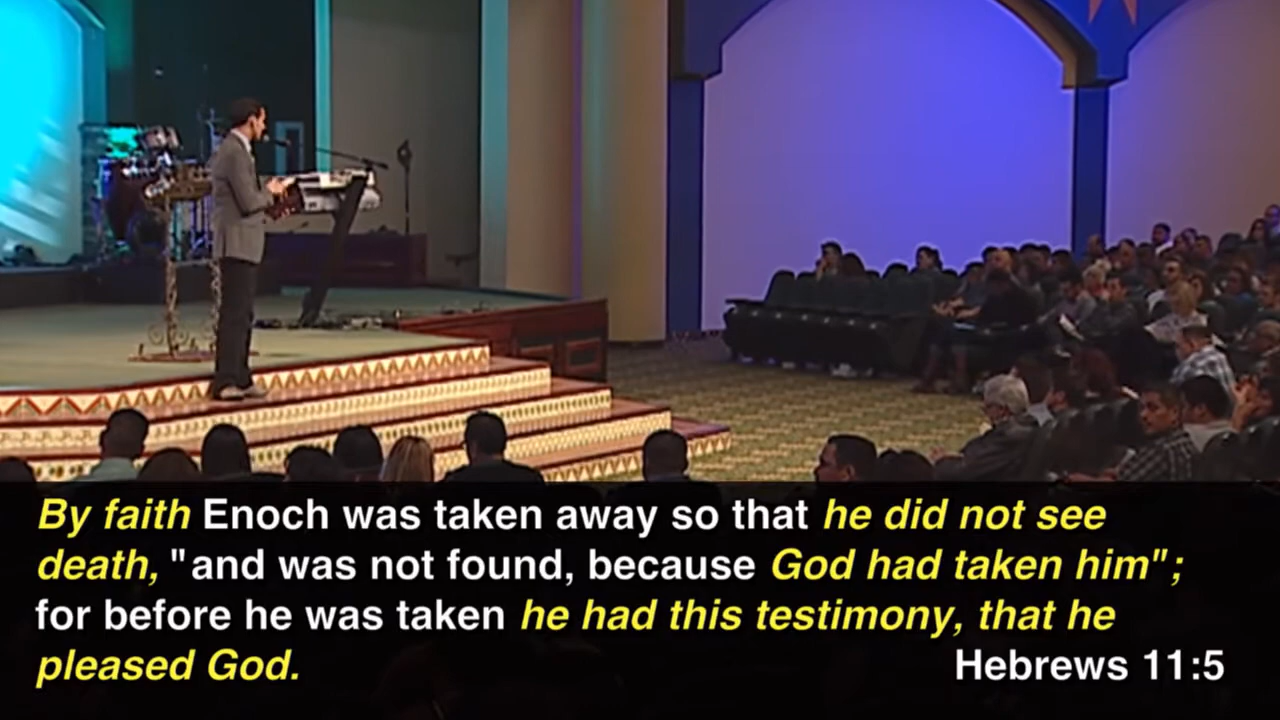 By faith Enoch was taken away so that he did not see
death, "and was not found, because God had taken him";
for before he was taken he had this testimony, that he
pleased God. Hebrews 11:5